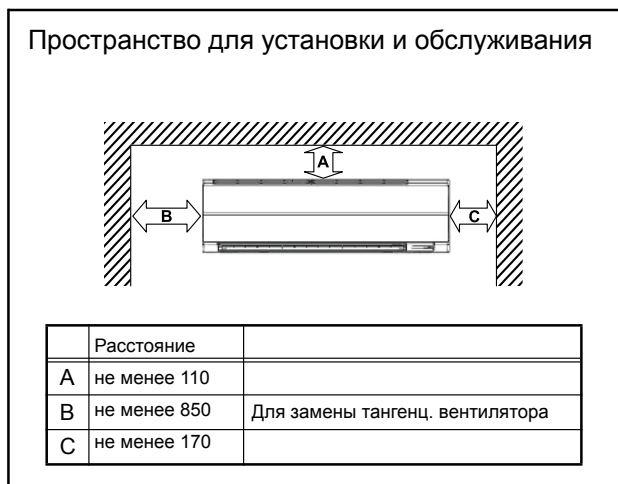 Пространство для установки и обслуживания
A
B
C
Расстояние
A не менее 110
B не менее 850 Для замены тангенц. вентилятора
C не менее 170